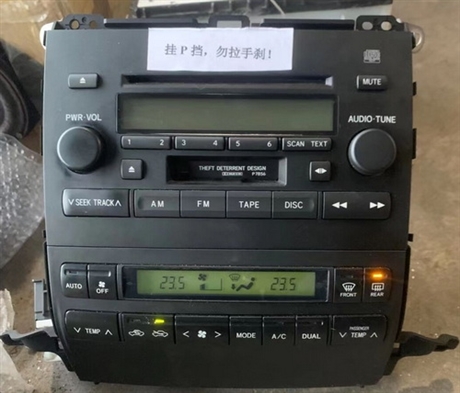 挂P挡，勿拉手刹！
MUTE
PWR·VOL
AUDIO·TUNE
1 2 3 4 5 6 SCAN TEXT
THEFT DETERRENT DESIGN
P7806
∨ SEEK TRACK ∧ AM FM TAPE DISC
AUTO OFF 23.5 23.5 FRONT REAR
∨ TEMP ∧ < > MODE A/C DUAL PASSENGER ∨ TEMP ∧